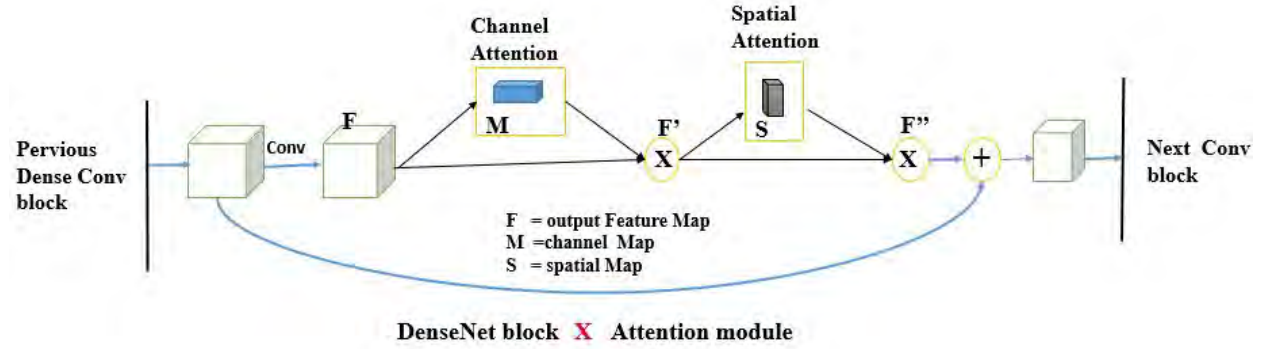 Channel
Attention
Spatial
Attention
Pervious
Dense Conv
block
Conv
F
M
F'
X
S
F''
X
+
Next Conv
block
F = output Feature Map
M =channel Map
S = spatial Map
DenseNet block X Attention module